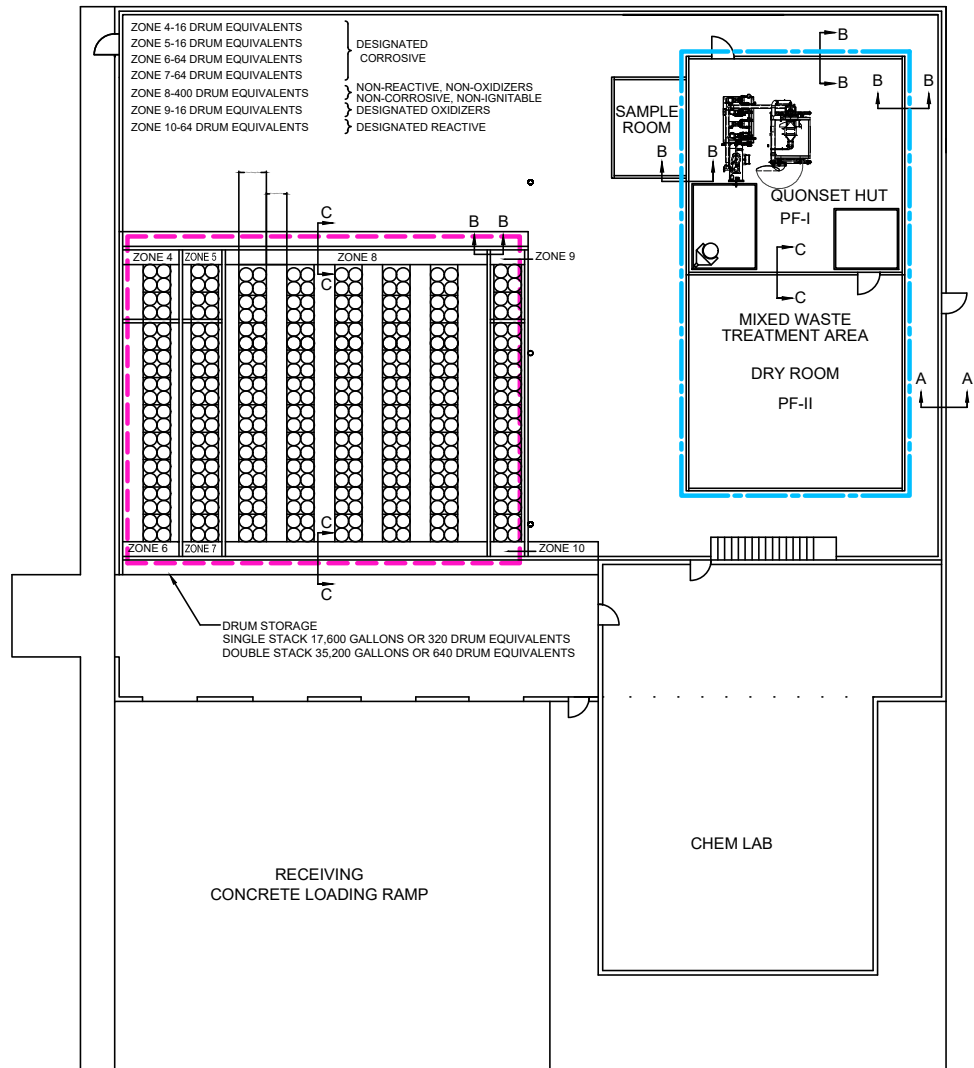 ZONE 4-16 DRUM EQUIVALENTS
ZONE 5-16 DRUM EQUIVALENTS
ZONE 6-64 DRUM EQUIVALENTS
ZONE 7-64 DRUM EQUIVALENTS
DESIGNATED
CORROSIVE
ZONE 8-400 DRUM EQUIVALENTS
NON-REACTIVE, NON-OXIDIZERS
NON-CORROSIVE, NON-IGNITABLE
ZONE 9-16 DRUM EQUIVALENTS
DESIGNATED OXIDIZERS
ZONE 10-64 DRUM EQUIVALENTS
DESIGNATED REACTIVE
B
B
B
B
SAMPLE
ROOM
B
B
QUONSET HUT
PF-I
C
C
B
B
ZONE 4
ZONE 5
ZONE 8
ZONE 9
C
C
MIXED WASTE
TREATMENT AREA
DRY ROOM
PF-II
A
A
C
C
ZONE 6
ZONE 7
ZONE 10
DRUM STORAGE
SINGLE STACK 17,600 GALLONS OR 320 DRUM EQUIVALENTS
DOUBLE STACK 35,200 GALLONS OR 640 DRUM EQUIVALENTS
CHEM LAB
RECEIVING
CONCRETE LOADING RAMP